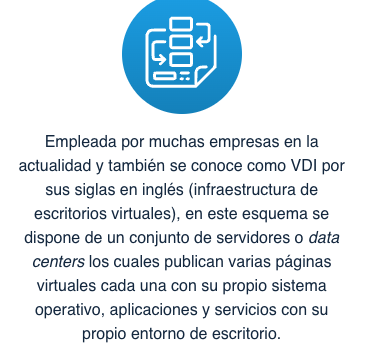 Empleada por muchas empresas en la
actualidad y también se conoce como VDI por
sus siglas en inglés (infraestructura de
escritorios virtuales), en este esquema se
dispone de un conjunto de servidores o data
centers los cuales publican varias páginas
virtuales cada una con su propio sistema
operativo, aplicaciones y servicios con su
propio entorno de escritorio.